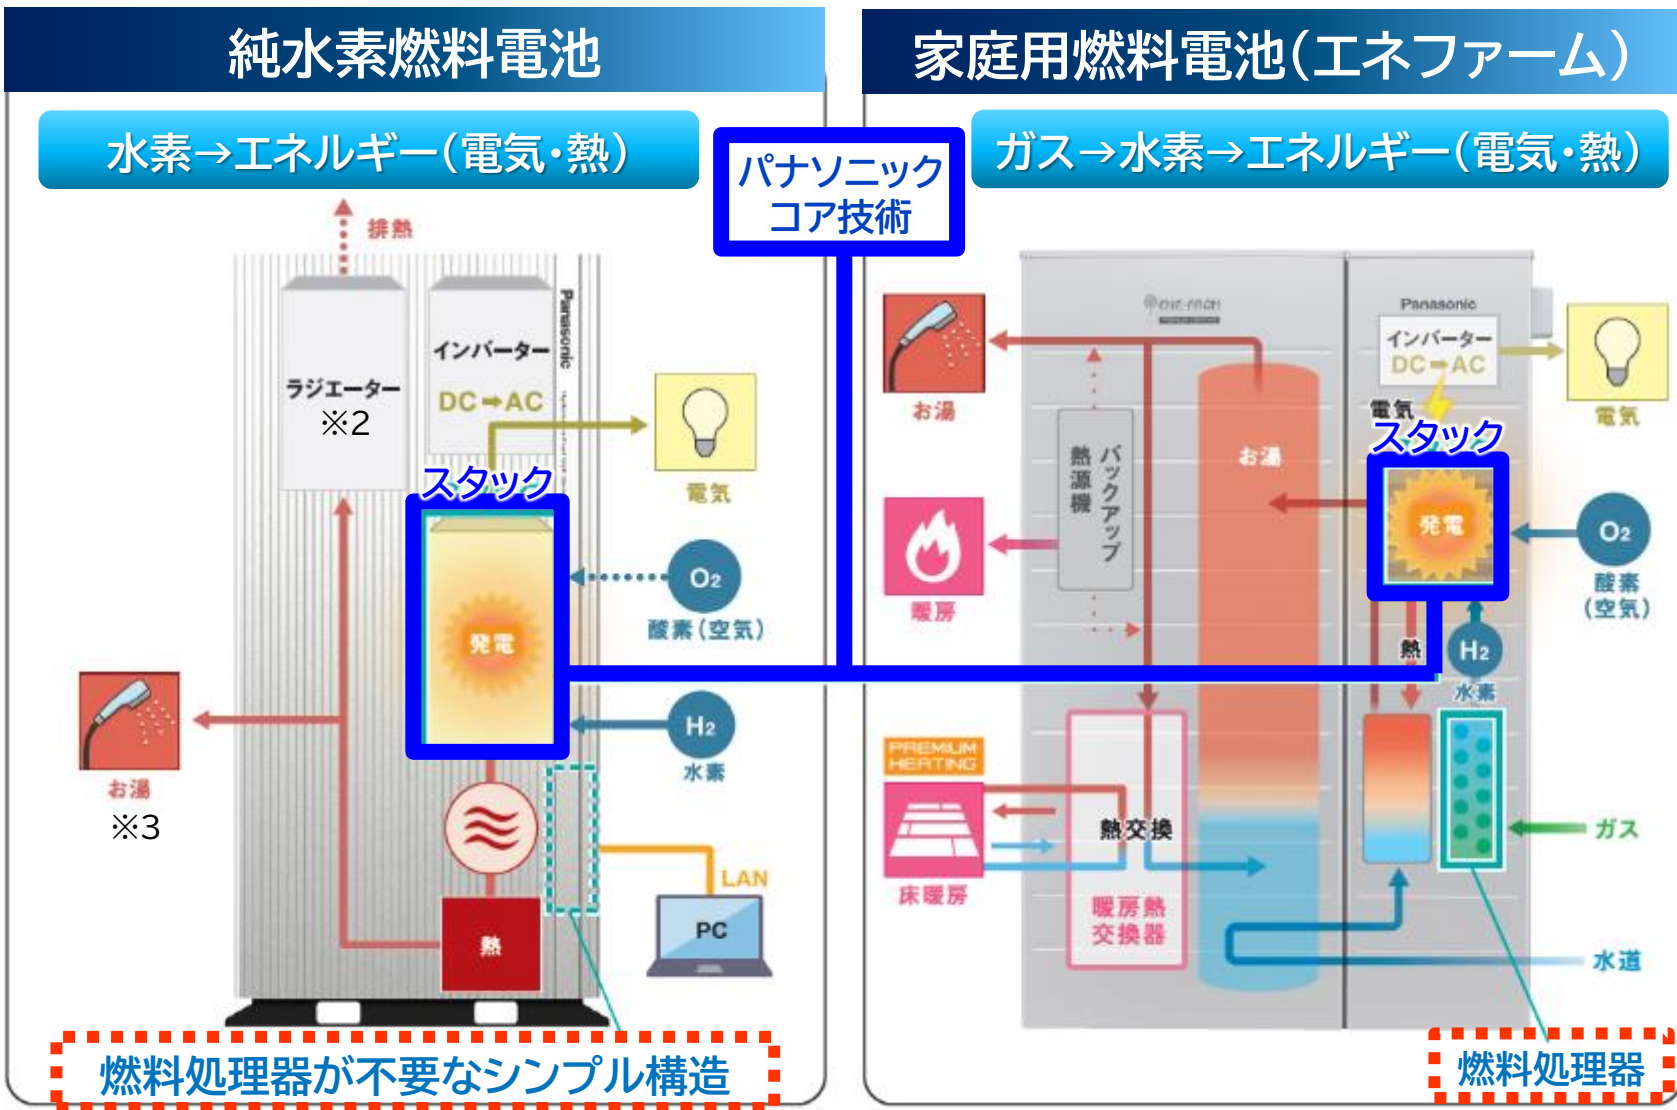 純水素燃料電池
水素→エネルギー(電気・熱)
排熱
ラジエーター
※2
インバーター
DC➡AC
Panasonic
スタック
発電
電気
O₂
酸素(空気)
H₂
水素
お湯
※3
熱
LAN
PC
燃料処理器が不要なシンプル構造
パナソニック
コア技術
家庭用燃料電池(エネファーム)
ガス→水素→エネルギー(電気・熱)
ENE-FARM
Panasonic
インバーター
DC➡AC
電気
電気
スタック
発電
お湯
バックアップ
熱源機
お湯
暖房
O₂
酸素
(空気)
熱
H₂
水素
PREMIUM
HEATING
床暖房
熱交換
暖房熱
交換器
ガス
水道
燃料処理器